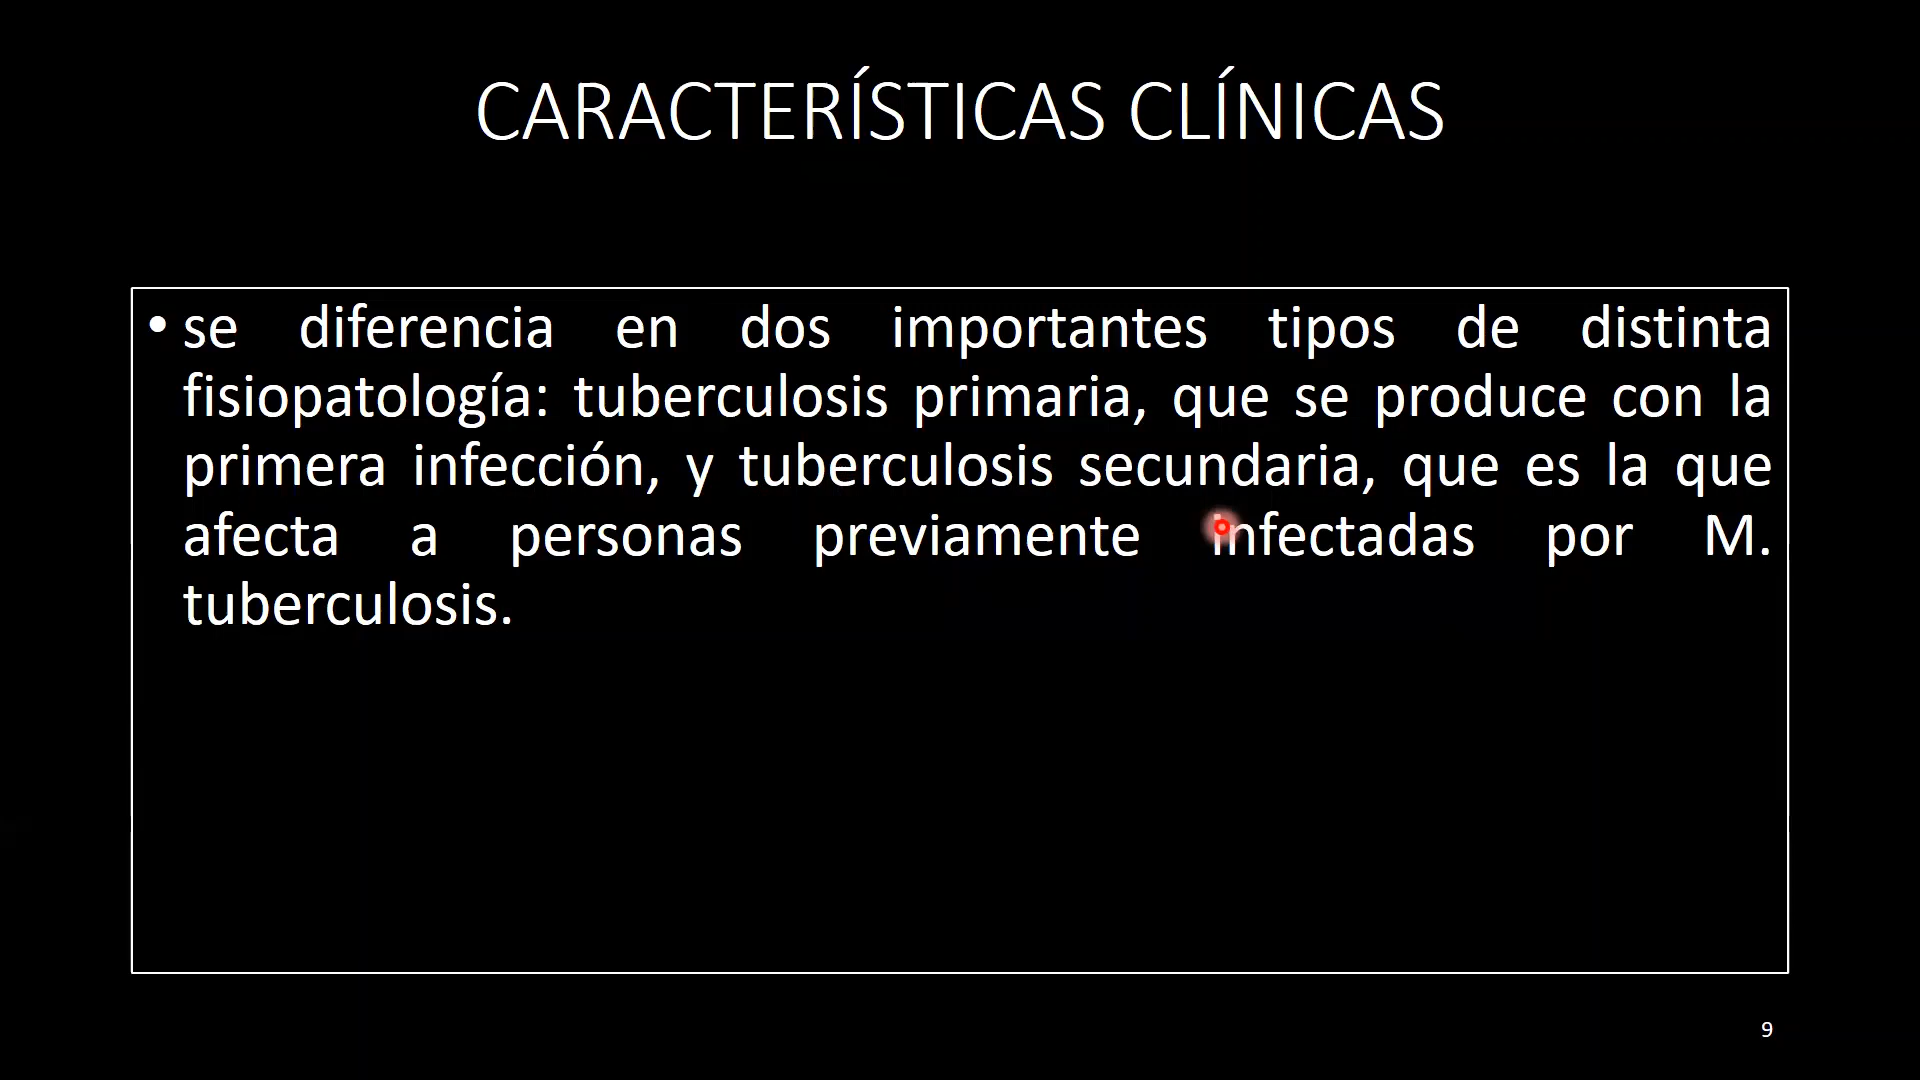 CARACTERÍSTICAS CLÍNICAS
• se diferencia en dos importantes tipos de distinta
fisiopatología: tuberculosis primaria, que se produce con la
primera infección, y tuberculosis secundaria, que es la que
afecta a personas previamente infectadas por M.
tuberculosis.
9